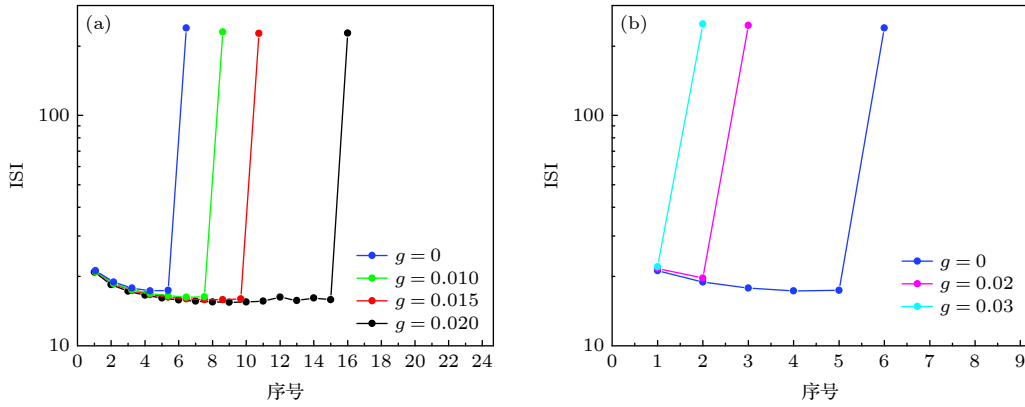 (a)
100
10
ISI
0 2 4 6 8 10 12 14 16 18 20 22 24
序号
g = 0
g = 0.010
g = 0.015
g = 0.020
(b)
100
10
ISI
0 1 2 3 4 5 6 7 8 9
序号
g = 0
g = 0.02
g = 0.03